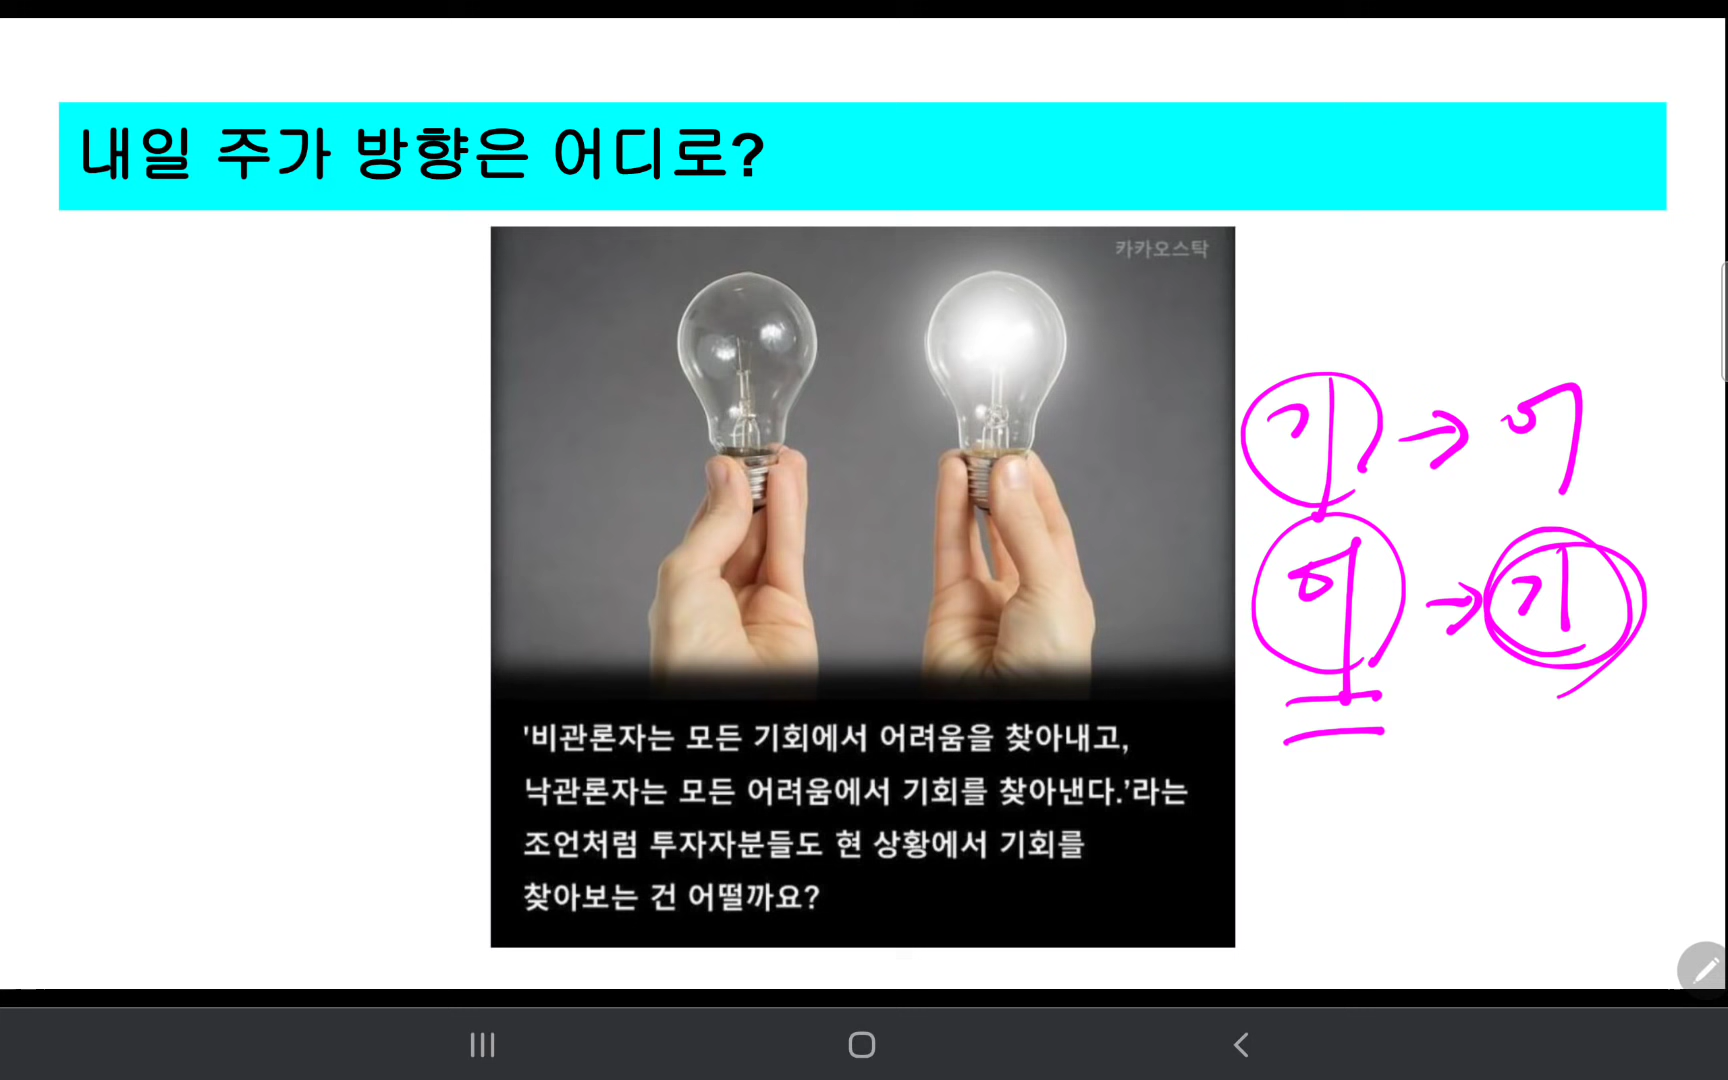 내일 주가 방향은 어디로?
카카오스탁
기 → 어
어 → 기
'비관론자는 모든 기회에서 어려움을 찾아내고,
낙관론자는 모든 어려움에서 기회를 찾아낸다.’라는
조언처럼 투자자분들도 현 상황에서 기회를
찾아보는 건 어떨까요?